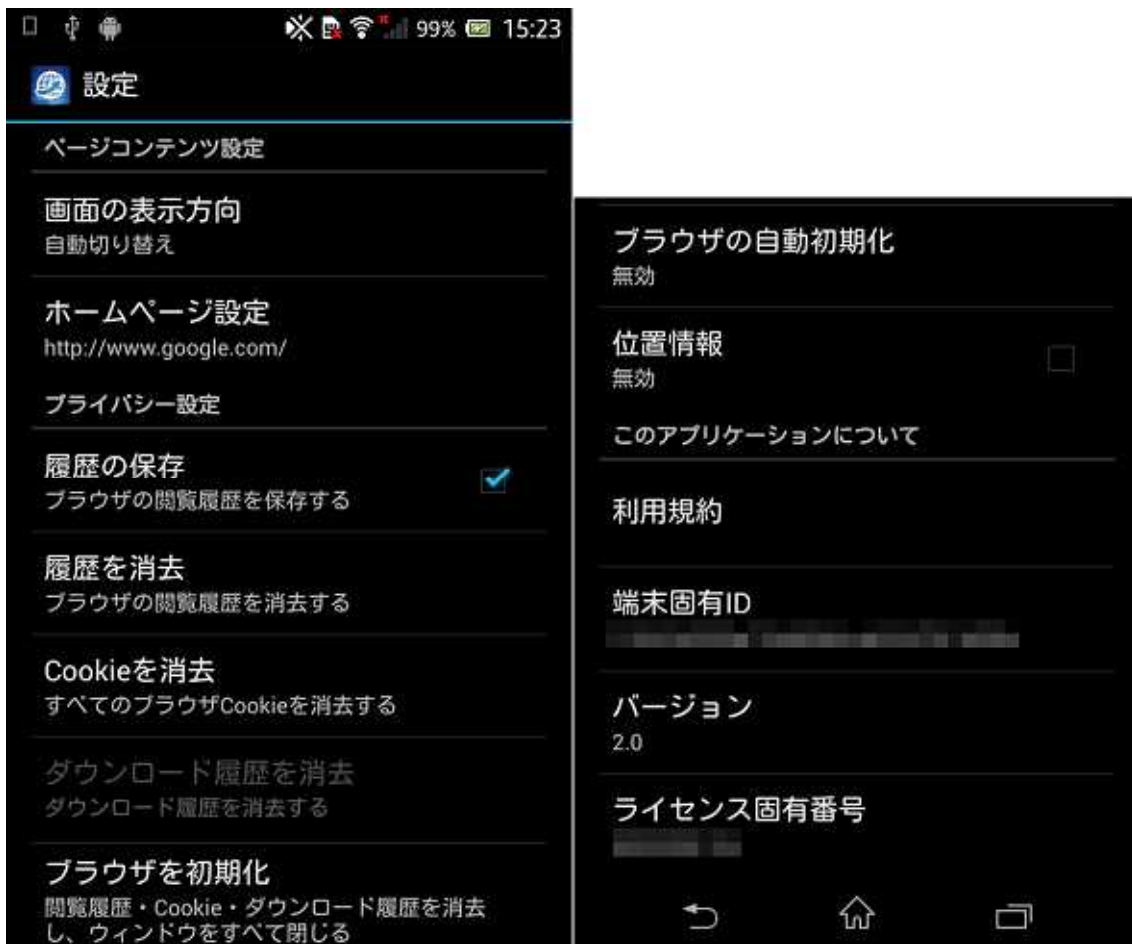 99% 15:23
設定
ページコンテンツ設定
画面の表示方向
自動切り替え
ホームページ設定
http://www.google.com/
プライバシー設定
履歴の保存
ブラウザの閲覧履歴を保存する
履歴を消去
ブラウザの閲覧履歴を消去する
Cookieを消去
すべてのブラウザCookieを消去する
ダウンロード履歴を消去
ダウンロード履歴を消去する
ブラウザを初期化
閲覧履歴・Cookie・ダウンロード履歴を消去
し、ウィンドウをすべて閉じる
ブラウザの自動初期化
無効
位置情報
無効
このアプリケーションについて
利用規約
端末固有ID
バージョン
2.0
ライセンス固有番号